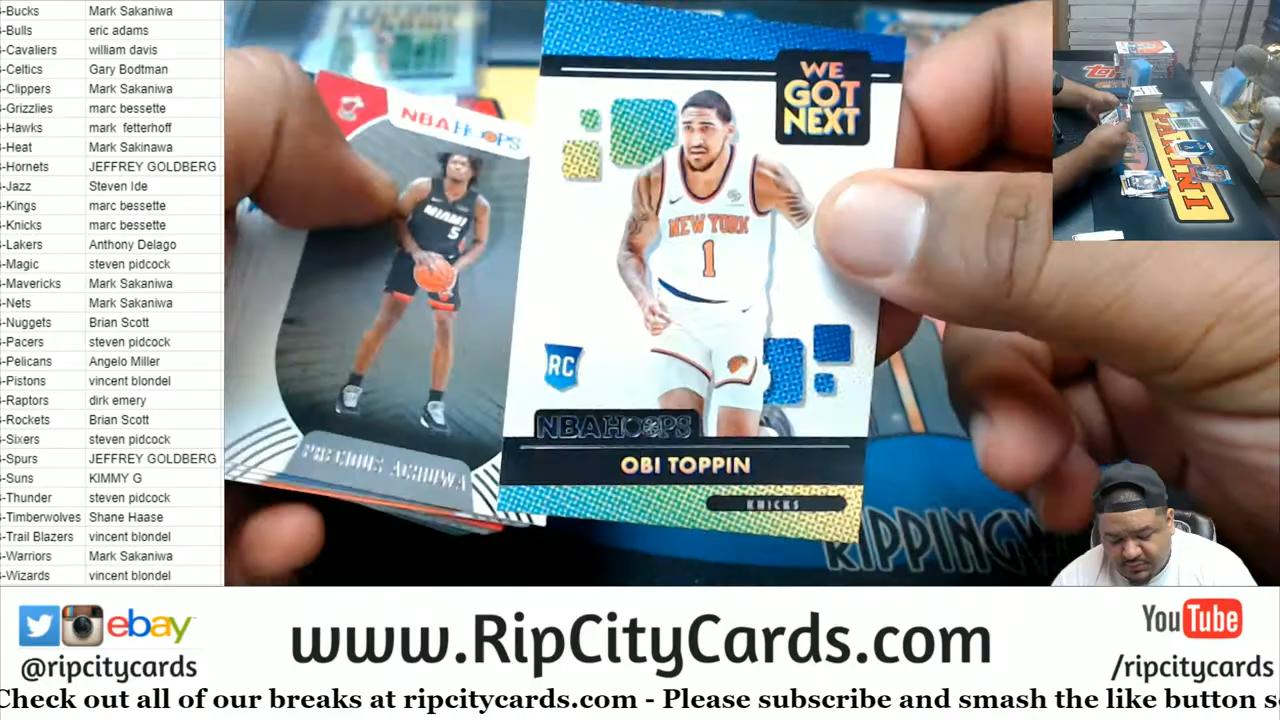 -Bucks Mark Sakaniwa
-Bulls eric adams
-Cavaliers william davis
-Celtics Gary Bodtman
-Clippers Mark Sakaniwa
-Grizzlies marc bessette
-Hawks mark fetterhoff
-Heat Mark Sakinawa
-Hornets JEFFREY GOLDBERG
-Jazz Steven Ide
-Kings marc bessette
-Knicks marc bessette
-Lakers Anthony Delago
-Magic steven pidcock
-Mavericks Mark Sakaniwa
-Nets Mark Sakaniwa
-Nuggets Brian Scott
-Pacers steven pidcock
-Pelicans Angelo Miller
-Pistons vincent blondel
-Raptors dirk emery
-Rockets Brian Scott
-Sixers steven pidcock
-Spurs JEFFREY GOLDBERG
-Suns KIMMY G
-Thunder steven pidcock
-Timberwolves Shane Haase
-Trail Blazers vincent blondel
-Warriors Mark Sakaniwa
-Wizards vincent blondel
NBA HOOPS
MIAMI
5
PRECIOUS ACHIUWA
WE
GOT
NEXT
NEW YORK
1
RC
NBA HOOPS
OBI TOPPIN
KNICKS
PANINI
ebay
@ripcitycards
www.RipCityCards.com
YouTube
/ripcitycards
Check out all of our breaks at ripcitycards.com - Please subscribe and smash the like button s